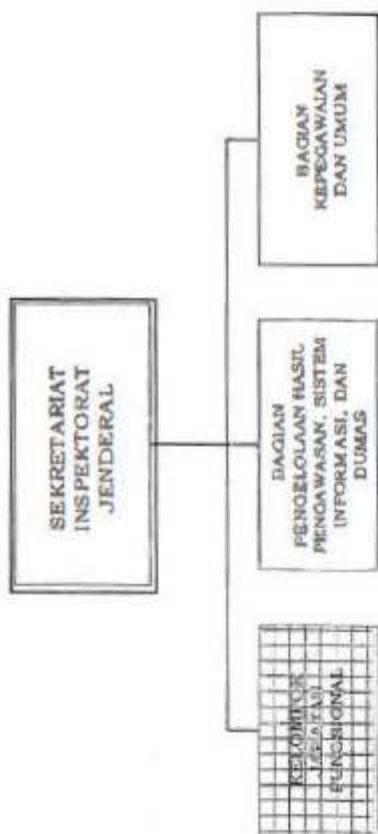 SEKRETARIAT
INSPEKTORAT
JENDERAL
KELOMPOK
JABATAN
FUNGSIONAL
BAGIAN
PENGELOLAAN HASIL
PENGAWASAN, SISTEM
INFORMASI, DAN
DUMAS
BAGIAN
KEPEGAWAIAN
DAN UMUM